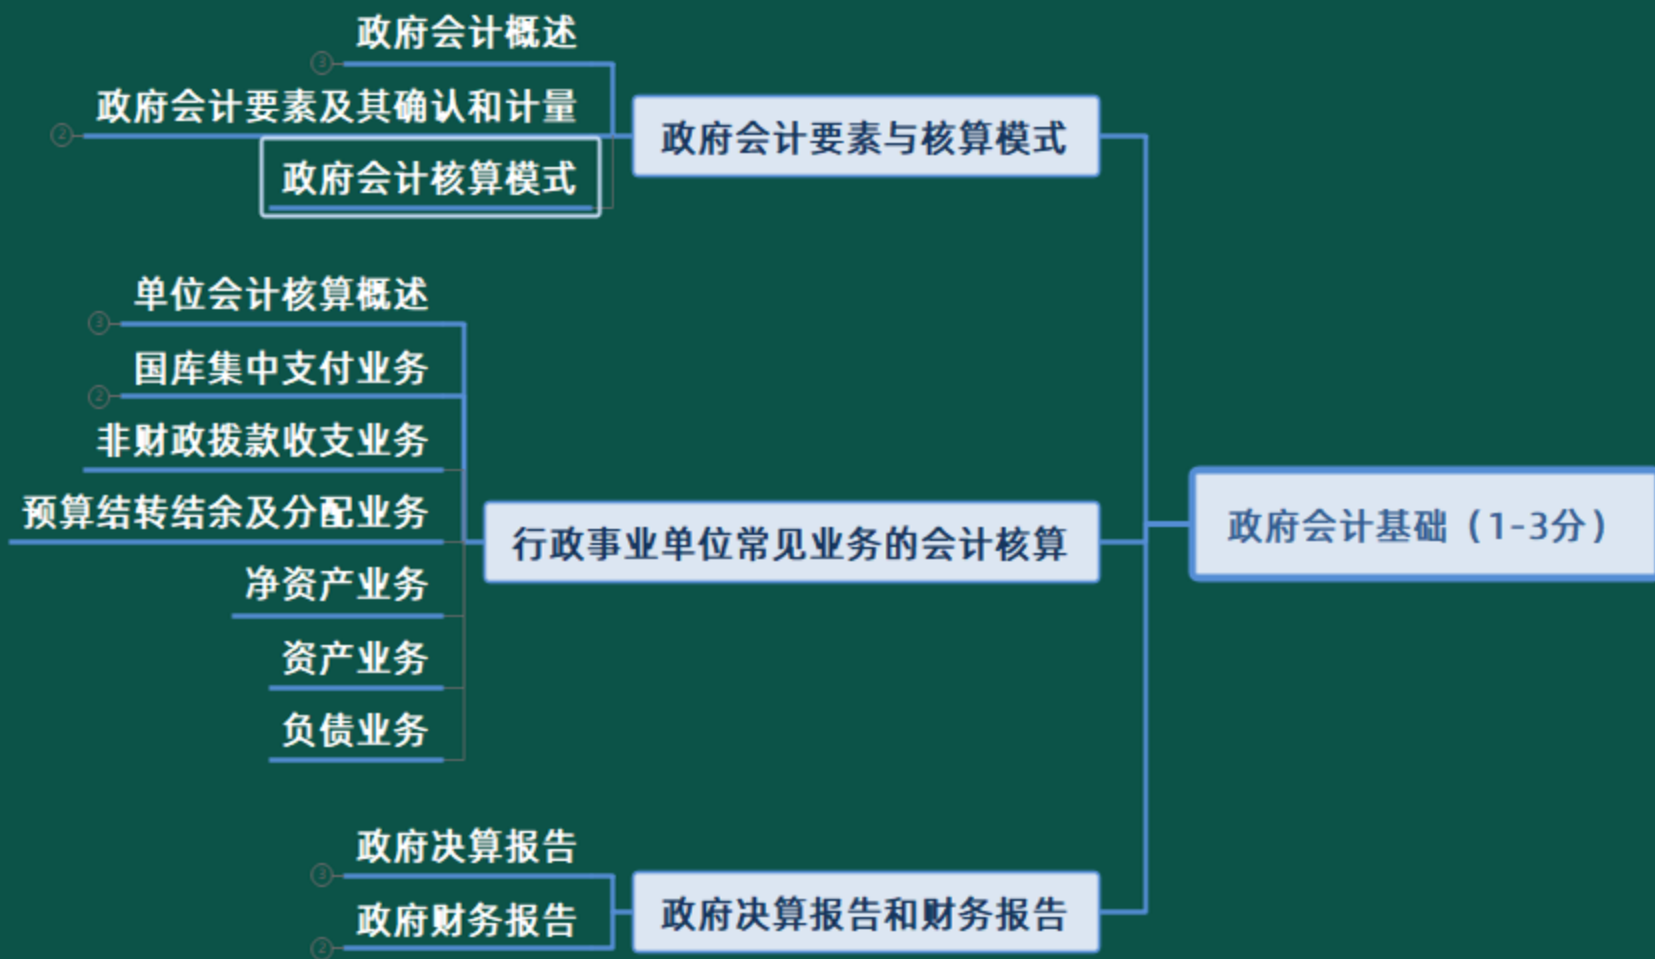 政府会计概述
③
政府会计要素及其确认和计量
②
政府会计核算模式
政府会计要素与核算模式
单位会计核算概述
③
国库集中支付业务
②
非财政拨款收支业务
预算结转结余及分配业务
净资产业务
资产业务
负债业务
行政事业单位常见业务的会计核算
政府会计基础（1-3分）
政府决算报告
③
政府财务报告
②
政府决算报告和财务报告